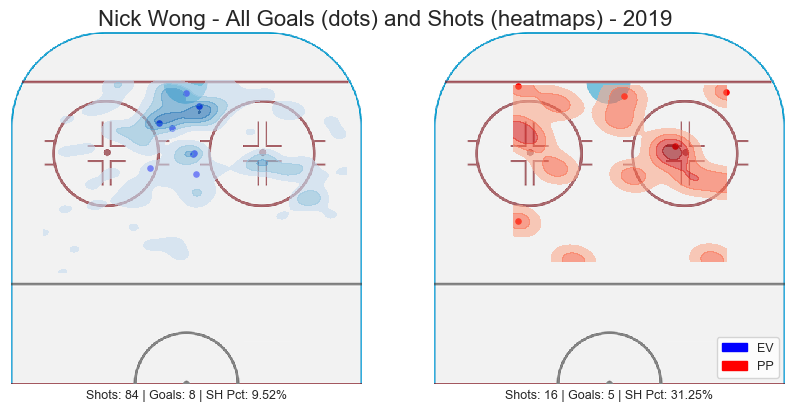 Nick Wong - All Goals (dots) and Shots (heatmaps) - 2019
EV
PP
Shots: 84 | Goals: 8 | SH Pct: 9.52%
Shots: 16 | Goals: 5 | SH Pct: 31.25%